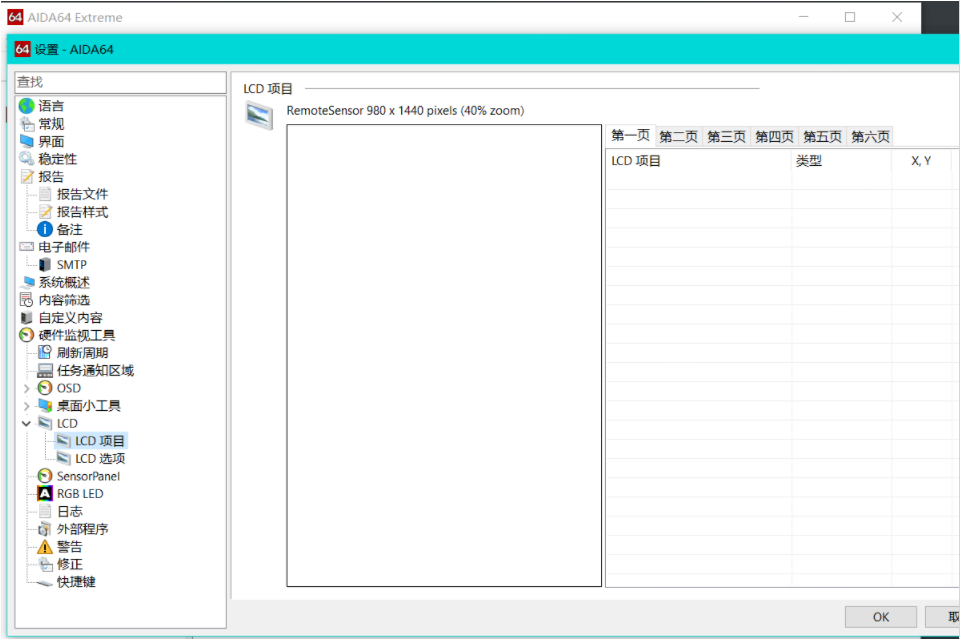 64 AIDA64 Extreme
64 设置 - AIDA64
查找
语言
常规
界面
稳定性
报告
报告文件
报告样式
备注
电子邮件
SMTP
系统概述
内容筛选
自定义内容
硬件监视工具
刷新周期
任务通知区域
OSD
桌面小工具
LCD
LCD 项目
LCD 选项
SensorPanel
RGB LED
日志
外部程序
警告
修正
快捷键
LCD 项目
RemoteSensor 980 x 1440 pixels (40% zoom)
第一页 第二页 第三页 第四页 第五页 第六页
LCD 项目 类型 X, Y
OK 取